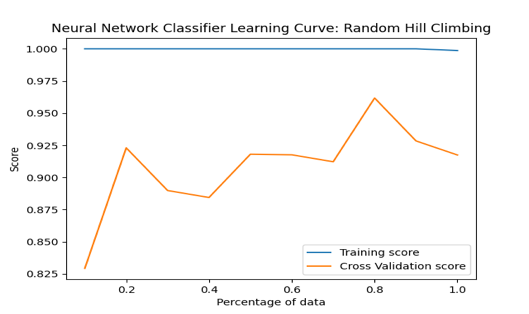 Neural Network Classifier Learning Curve: Random Hill Climbing
1.000
0.975
0.950
0.925
0.900
0.875
0.850
0.825
Score
Training score
Cross Validation score
0.2 0.4 0.6 0.8 1.0
Percentage of data